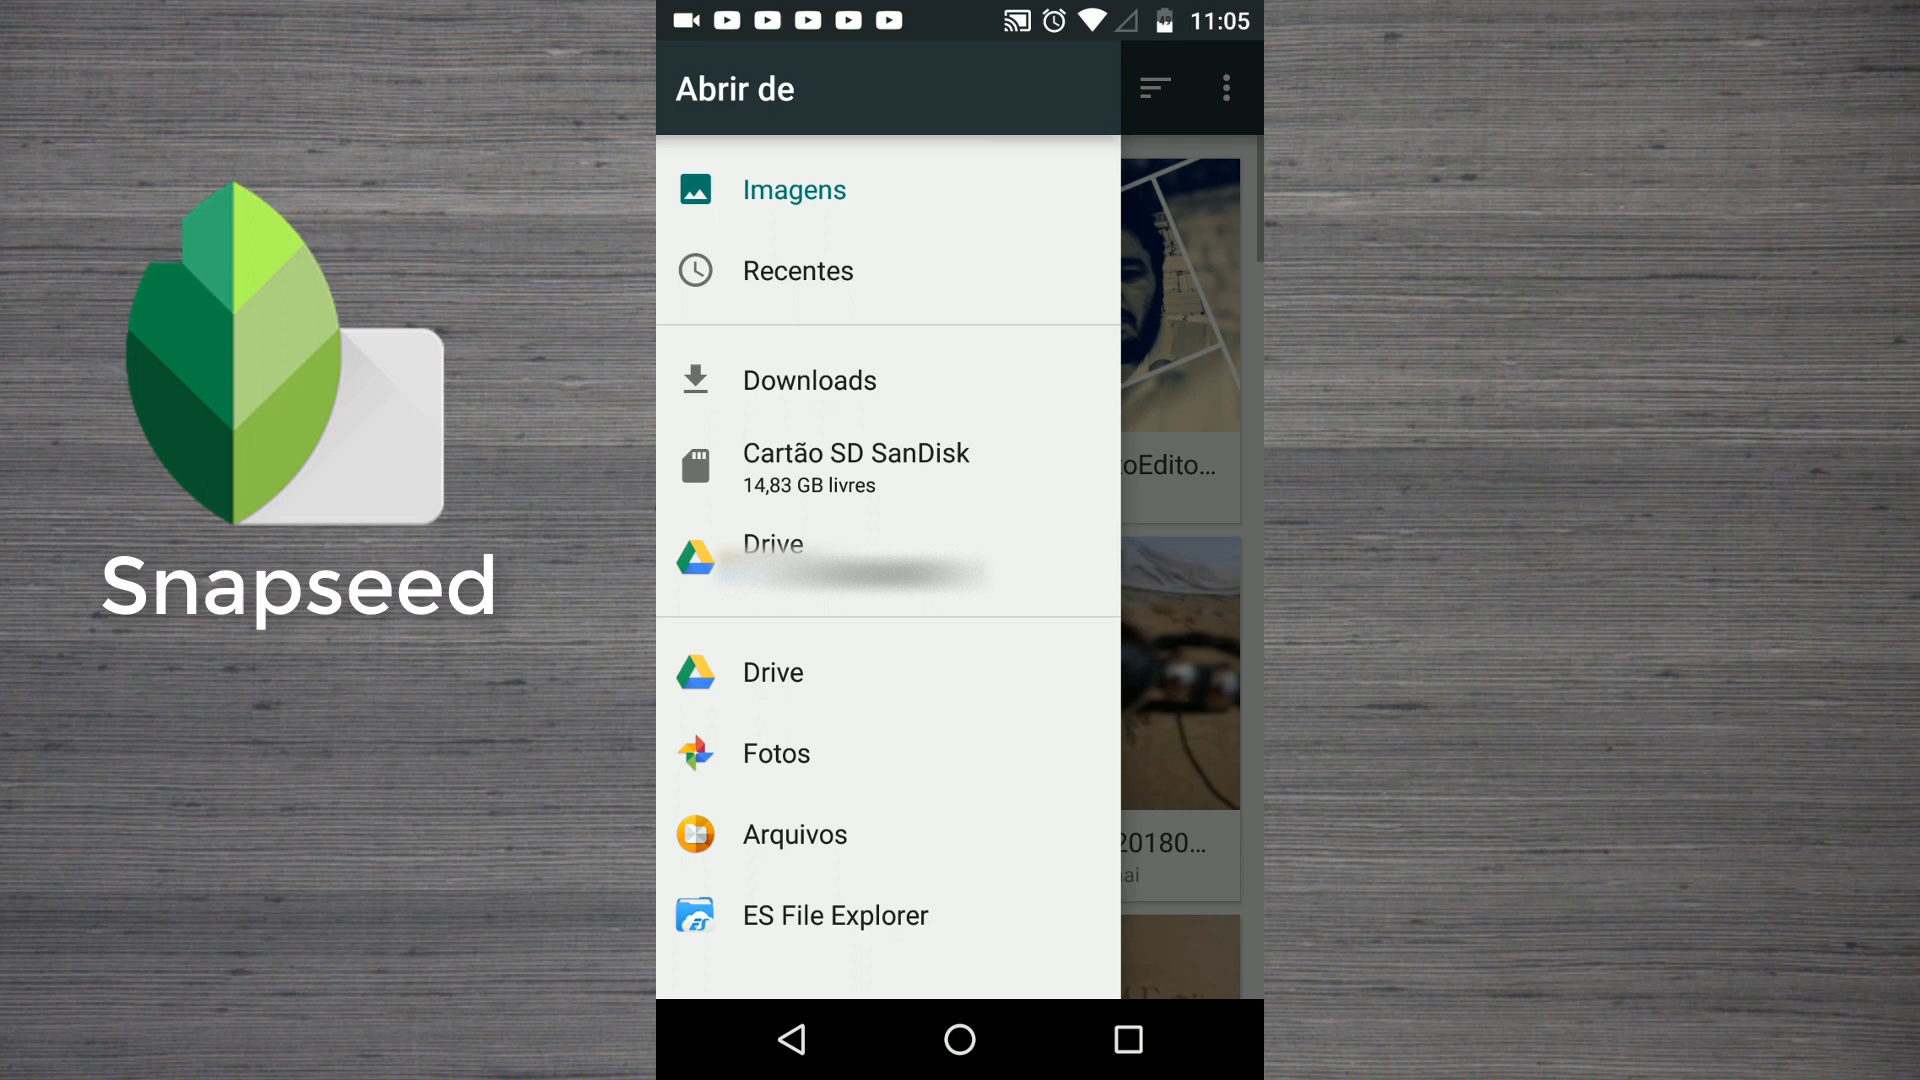 11:05
Abrir de
Imagens
Recentes
Downloads
Cartão SD SanDisk
14,83 GB livres
Drive
Drive
Fotos
Arquivos
ES File Explorer
oEdito...
20180...
ai
Snapseed